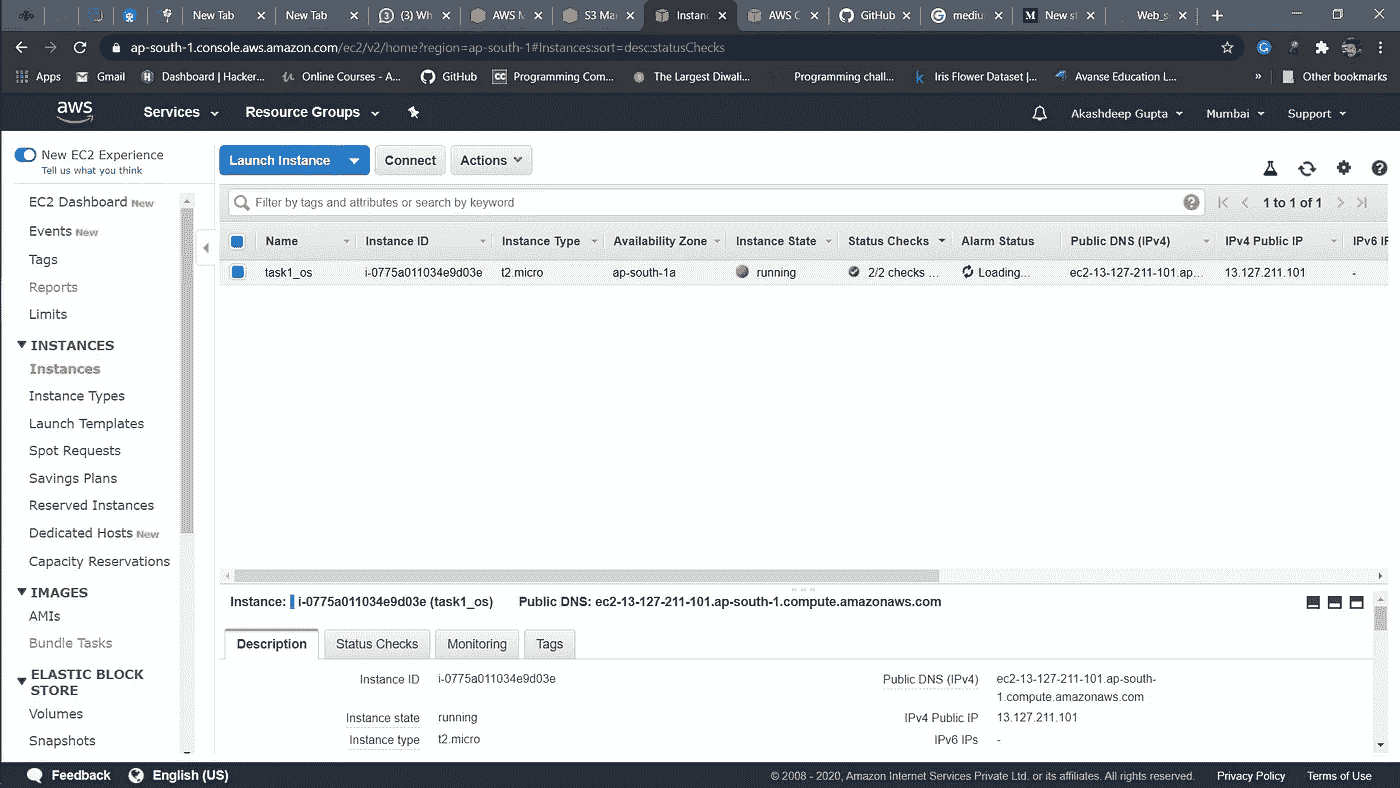 New Tab New Tab (3) Wh AWS M S3 Mar Instanc AWS C GitHub mediu New st Web_s
ap-south-1.console.aws.amazon.com/ec2/v2/home?region=ap-south-1#Instances:sort=desc:statusChecks
Apps Gmail Dashboard | Hacker... Online Courses - A... GitHub Programming Com... The Largest Diwali... Programming chall... Iris Flower Dataset |... Avanse Education L... » Other bookmarks
aws Services Resource Groups Akashdeep Gupta Mumbai Support
New EC2 Experience
Tell us what you think
Launch Instance Connect Actions
EC2 Dashboard New
Events New
Tags
Reports
Limits
INSTANCES
Instances
Instance Types
Launch Templates
Spot Requests
Savings Plans
Reserved Instances
Dedicated Hosts New
Capacity Reservations
IMAGES
AMIs
Bundle Tasks
ELASTIC BLOCK
STORE
Volumes
Snapshots
Filter by tags and attributes or search by keyword 1 to 1 of 1
Name Instance ID Instance Type Availability Zone Instance State Status Checks Alarm Status Public DNS (IPv4) IPv4 Public IP IPv6 IP
task1_os i-0775a011034e9d03e t2.micro ap-south-1a running 2/2 checks ... Loading... ec2-13-127-211-101.ap... 13.127.211.101 -
Instance: i-0775a011034e9d03e (task1_os) Public DNS: ec2-13-127-211-101.ap-south-1.compute.amazonaws.com
Description Status Checks Monitoring Tags
Instance ID i-0775a011034e9d03e Public DNS (IPv4) ec2-13-127-211-101.ap-south-
1.compute.amazonaws.com
Instance state running IPv4 Public IP 13.127.211.101
Instance type t2.micro IPv6 IPs -
Feedback English (US) © 2008 - 2020, Amazon Internet Services Private Ltd. or its affiliates. All rights reserved. Privacy Policy Terms of Use